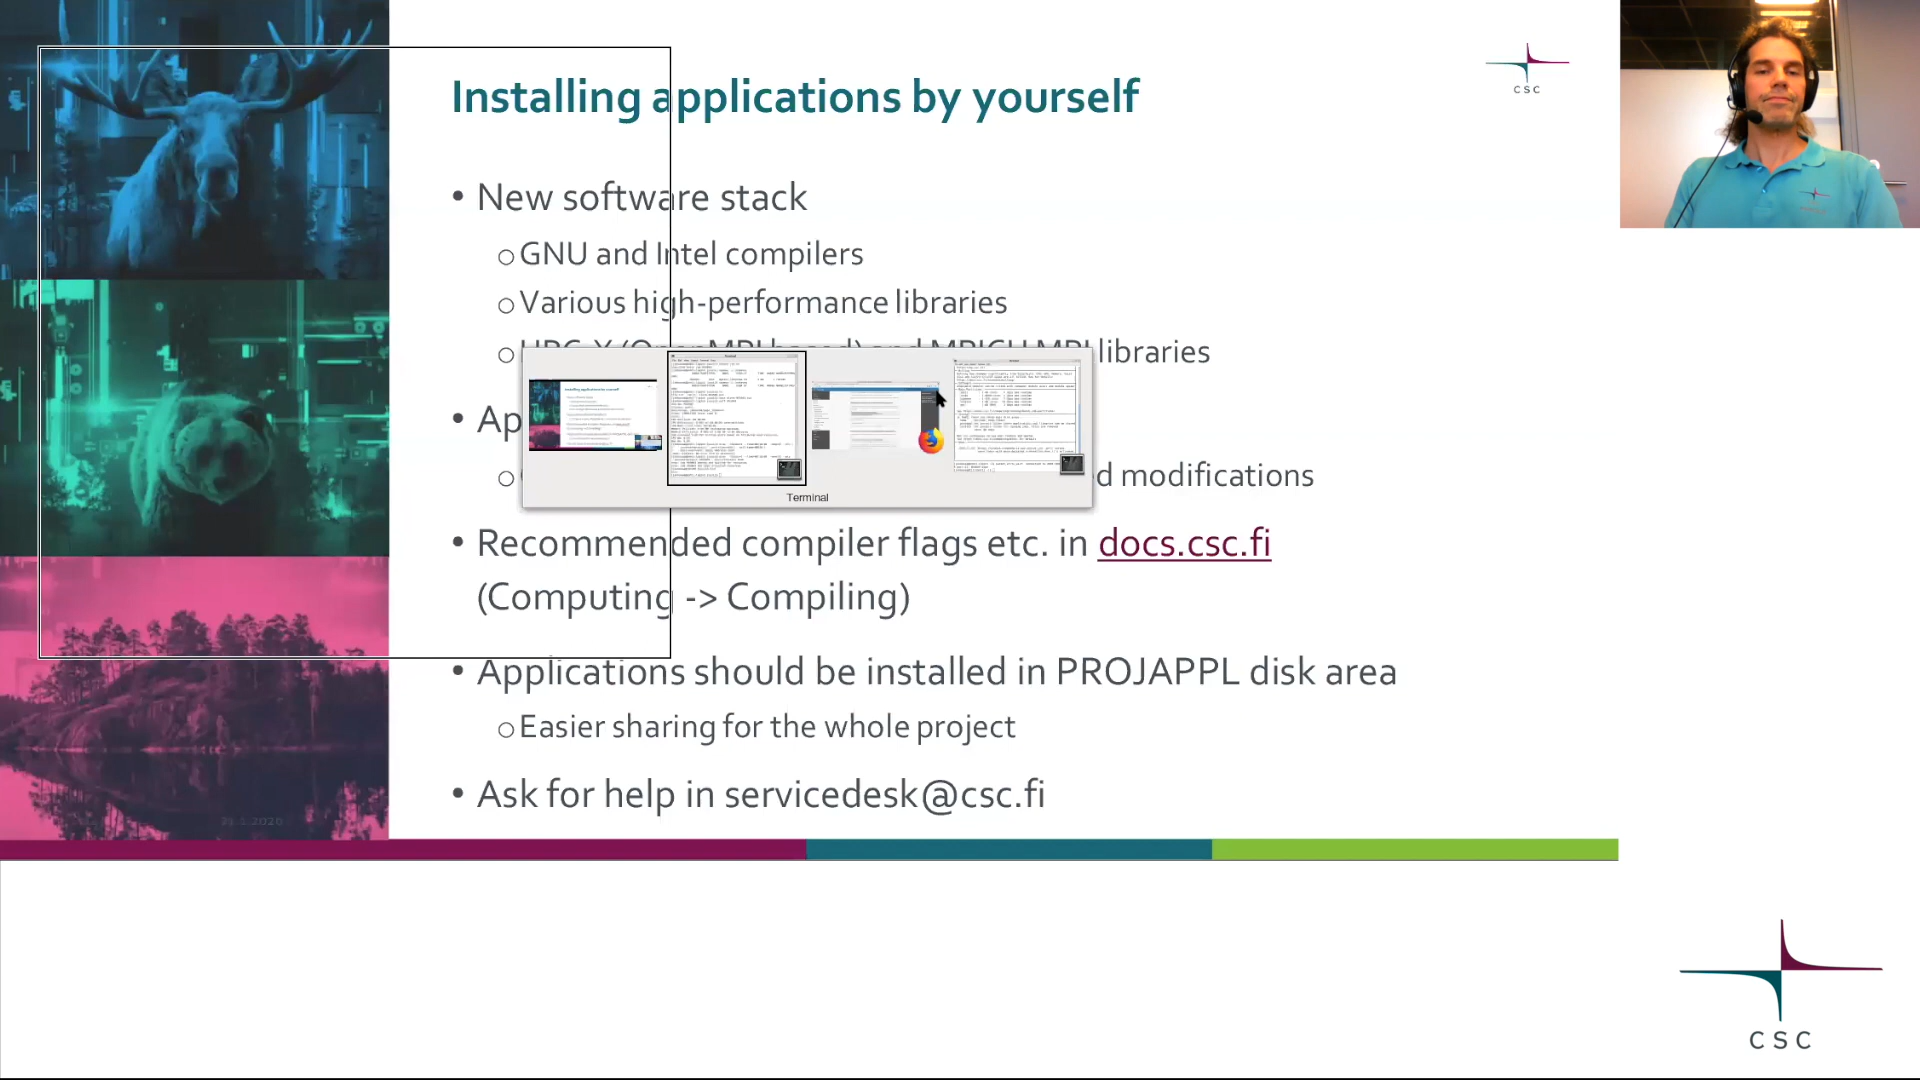 Installing applications by yourself
CSC
• New software stack
○ GNU and Intel compilers
○ Various high-performance libraries
○ HPC-X (OpenMPI based) and MPICH MPI libraries
• Ap
○ d modifications
Terminal
• Recommended compiler flags etc. in docs.csc.fi
(Computing -> Compiling)
• Applications should be installed in PROJAPPL disk area
○ Easier sharing for the whole project
• Ask for help in servicedesk@csc.fi
CSC